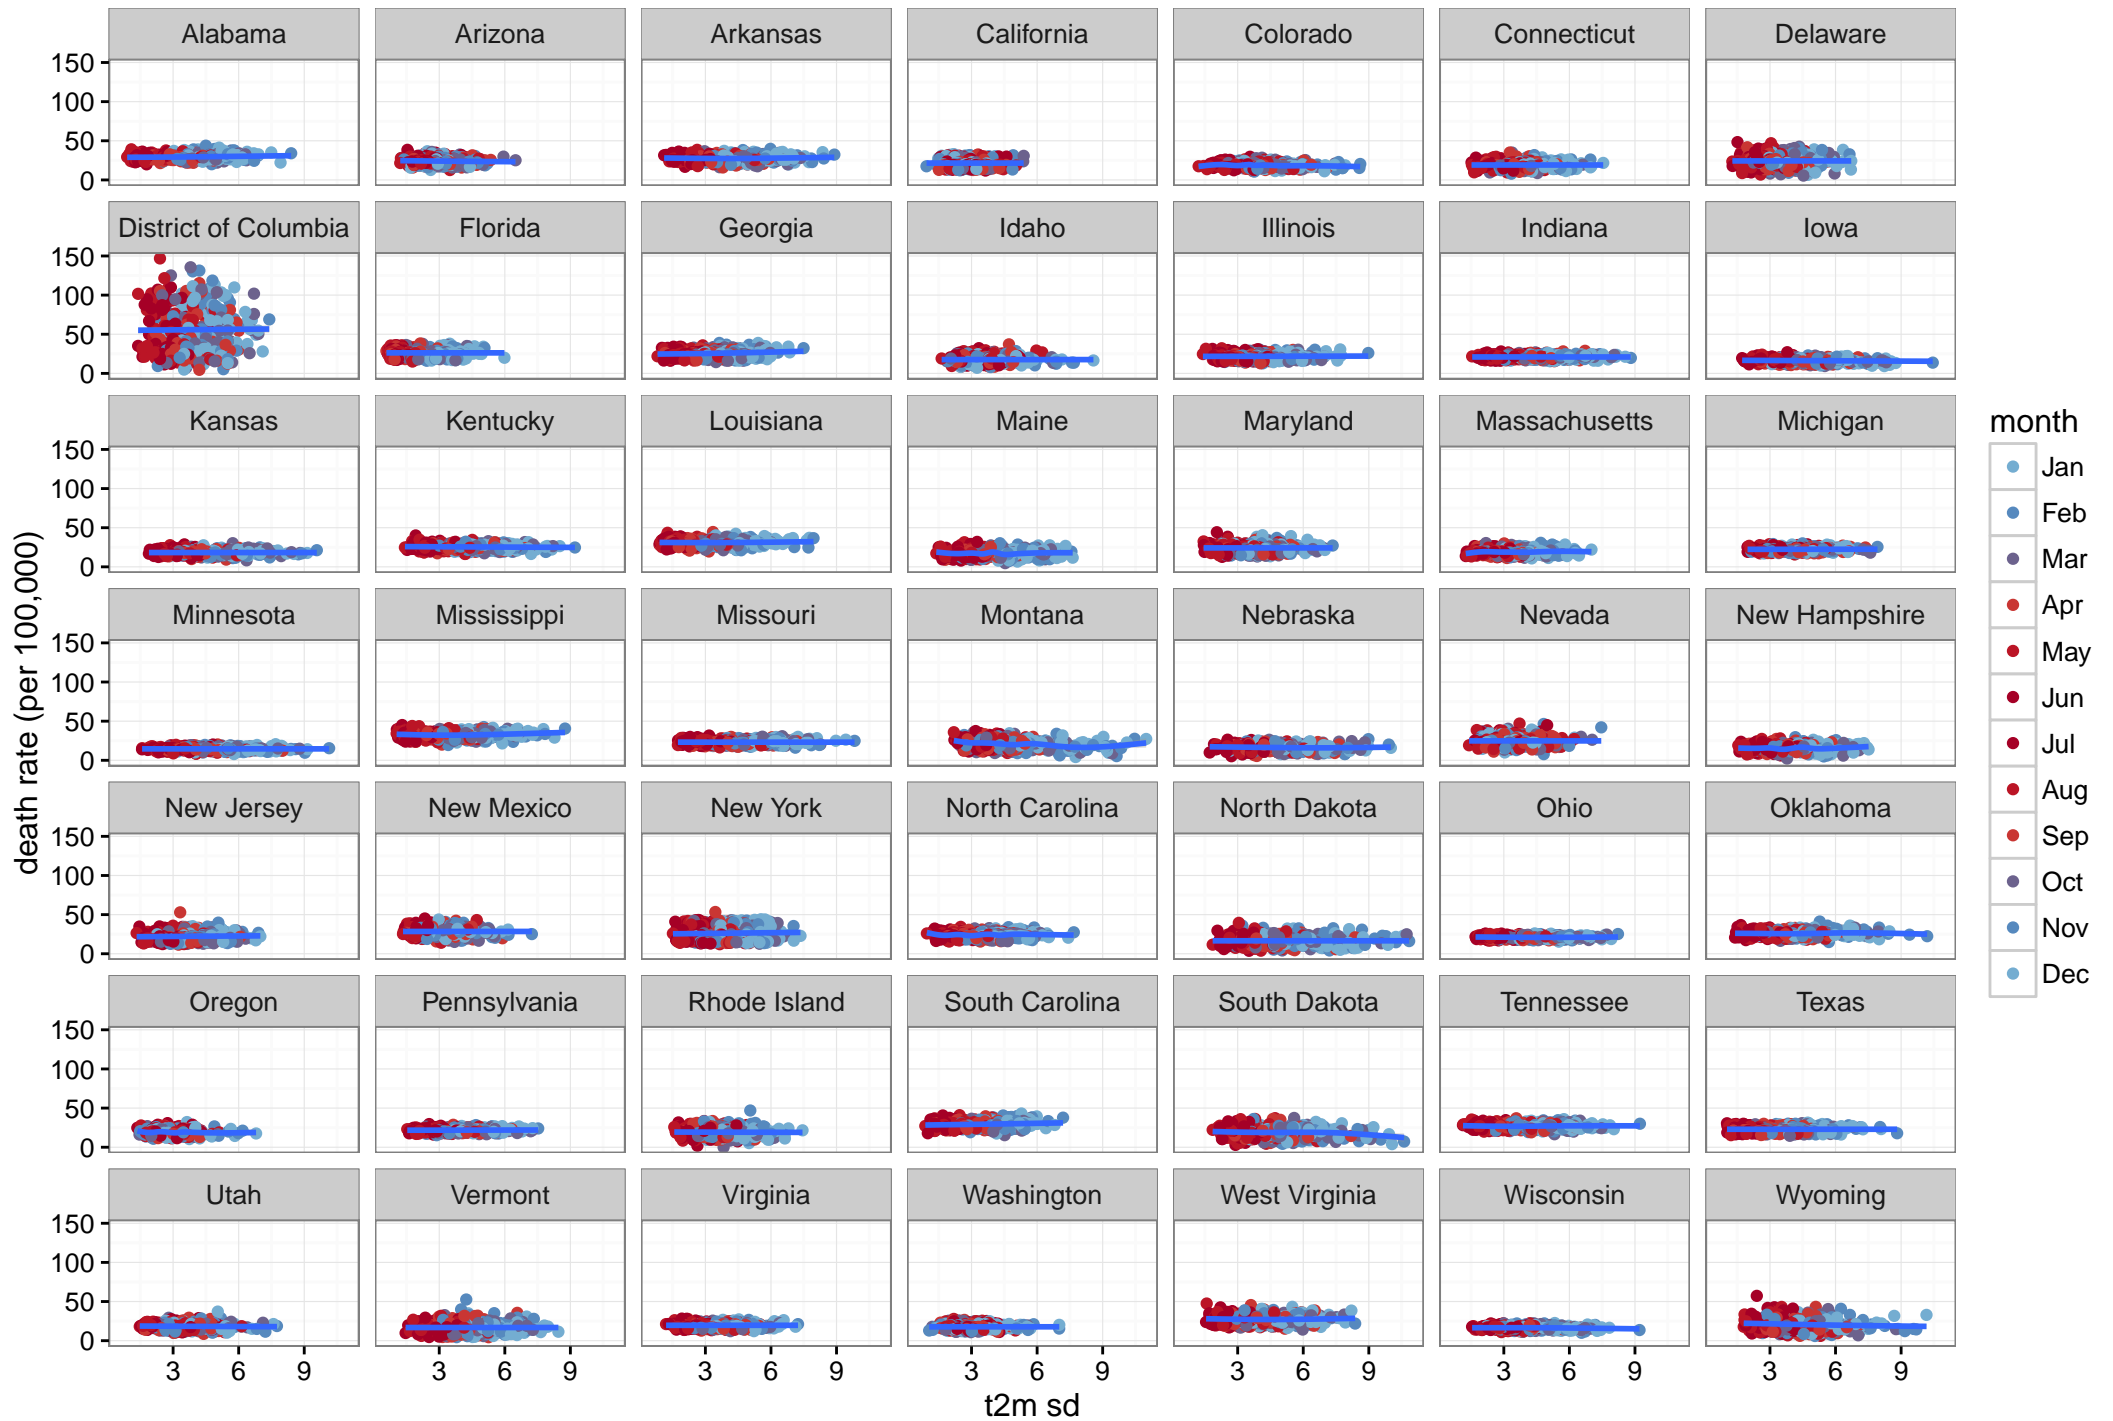 Alabama Arizona Arkansas California Colorado Connecticut Delaware
150
100
50
0
District of Columbia Florida Georgia Idaho Illinois Indiana Iowa
150
100
50
0
Kansas Kentucky Louisiana Maine Maryland Massachusetts Michigan
150
100
50
0
Minnesota Mississippi Missouri Montana Nebraska Nevada New Hampshire
150
100
50
0
New Jersey New Mexico New York North Carolina North Dakota Ohio Oklahoma
150
100
50
0
Oregon Pennsylvania Rhode Island South Carolina South Dakota Tennessee Texas
150
100
50
0
Utah Vermont Virginia Washington West Virginia Wisconsin Wyoming
150
100
50
0
3 6 9 3 6 9 3 6 9 3 6 9 3 6 9 3 6 9 3 6 9
t2m sd
death rate (per 100,000)
month
Jan
Feb
Mar
Apr
May
Jun
Jul
Aug
Sep
Oct
Nov
Dec